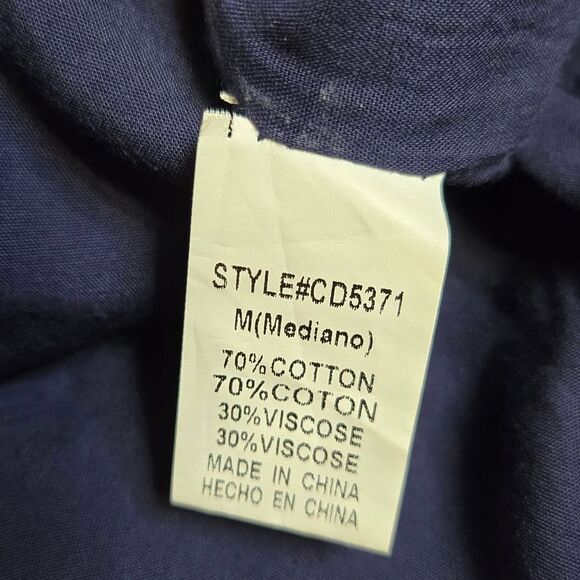 STYLE#CD5371
M(Mediano)
70%COTTON
70%COTON
30%VISCOSE
30%VISCOSE
MADE IN CHINA
HECHO EN CHINA